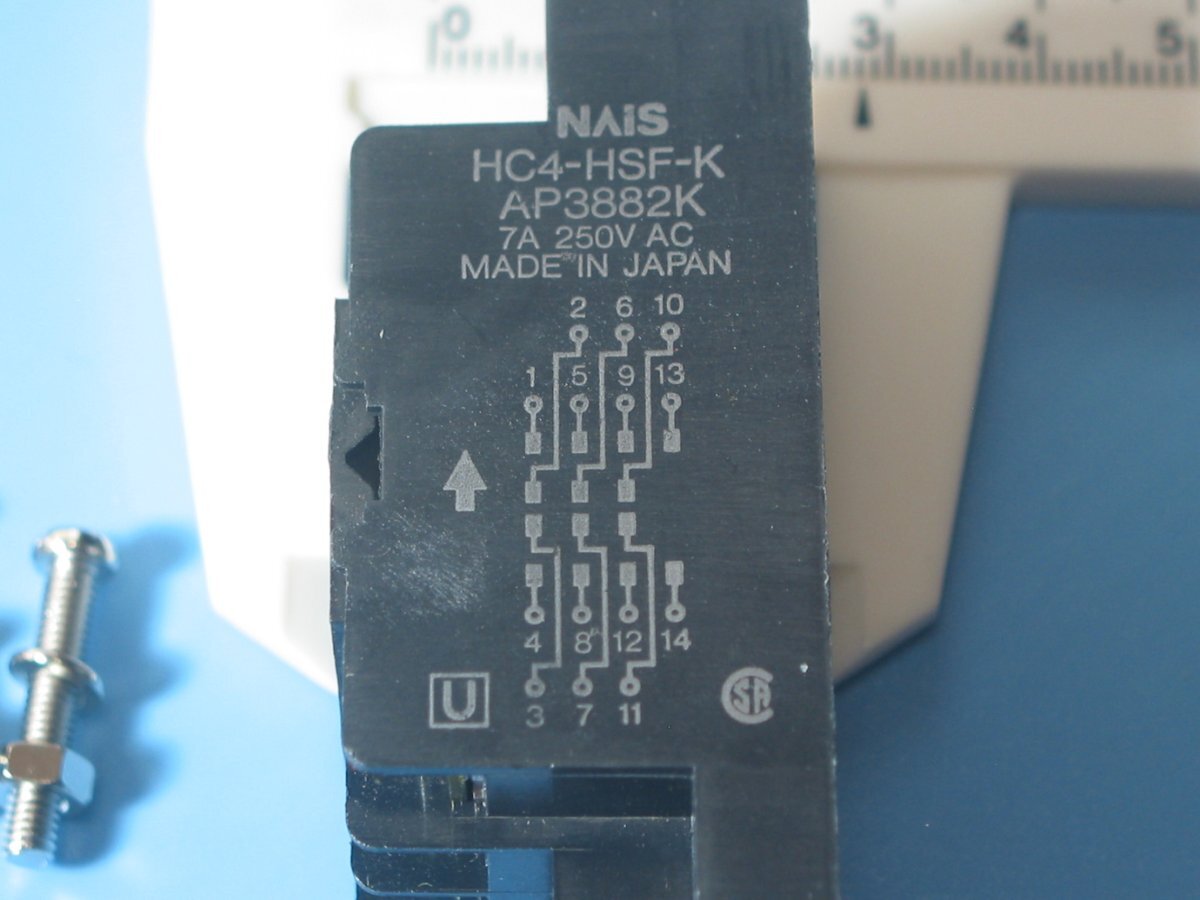 0 3 4 5
NAiS
HC4-HSF-K
AP3882K
7A 250V AC
MADE IN JAPAN
2 6 10
1 5 9 13
4 8 12 14
3 7 11
U
SA